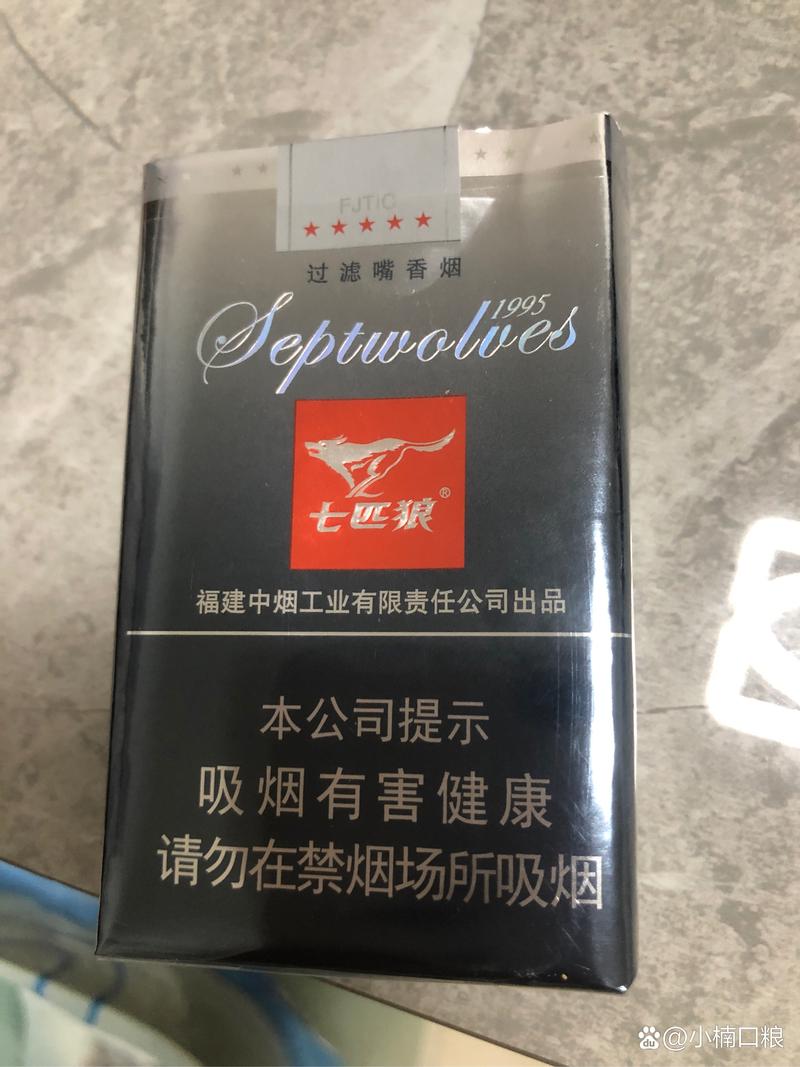 FJTIC
★★★★★
过滤嘴香烟
1995
Septwolves
七匹狼®
福建中烟工业有限责任公司出品
本公司提示
吸烟有害健康
请勿在禁烟场所吸烟
du @小楠口粮